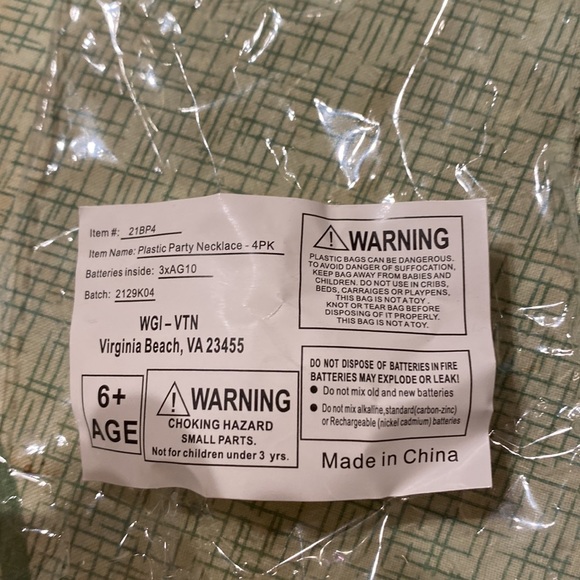 Item #: 21BP4
Item Name: Plastic Party Necklace - 4PK
Batteries inside: 3xAG10
Batch: 2129K04
WGI-VTN
Virginia Beach, VA 23455
6+
AGE
WARNING
CHOKING HAZARD
SMALL PARTS.
Not for children under 3 yrs.
WARNING
PLASTIC BAGS CAN BE DANGEROUS.
TO AVOID DANGER OF SUFFOCATION,
KEEP AWAY FROM BABIES AND
CHILDREN. DO NOT USE IN CRIBS,
BEDS, CARRAIGES OR PLAYPENS,
THIS BAG IS NOT A TOY.
KNOT OR TEAR BAG BEFORE
DISPOSING OF IT PROPERLY.
THIS BAG IS NOT A TOY.
DO NOT DISPOSE OF BATTERIES IN FIRE
BATTERIES MAY EXPLODE OR LEAK!
● Do not mix old and new batteries
● Do not mix alkaline,standard(carbon-zinc)
or Rechargeable (nickel cadmium) batteries
Made in China